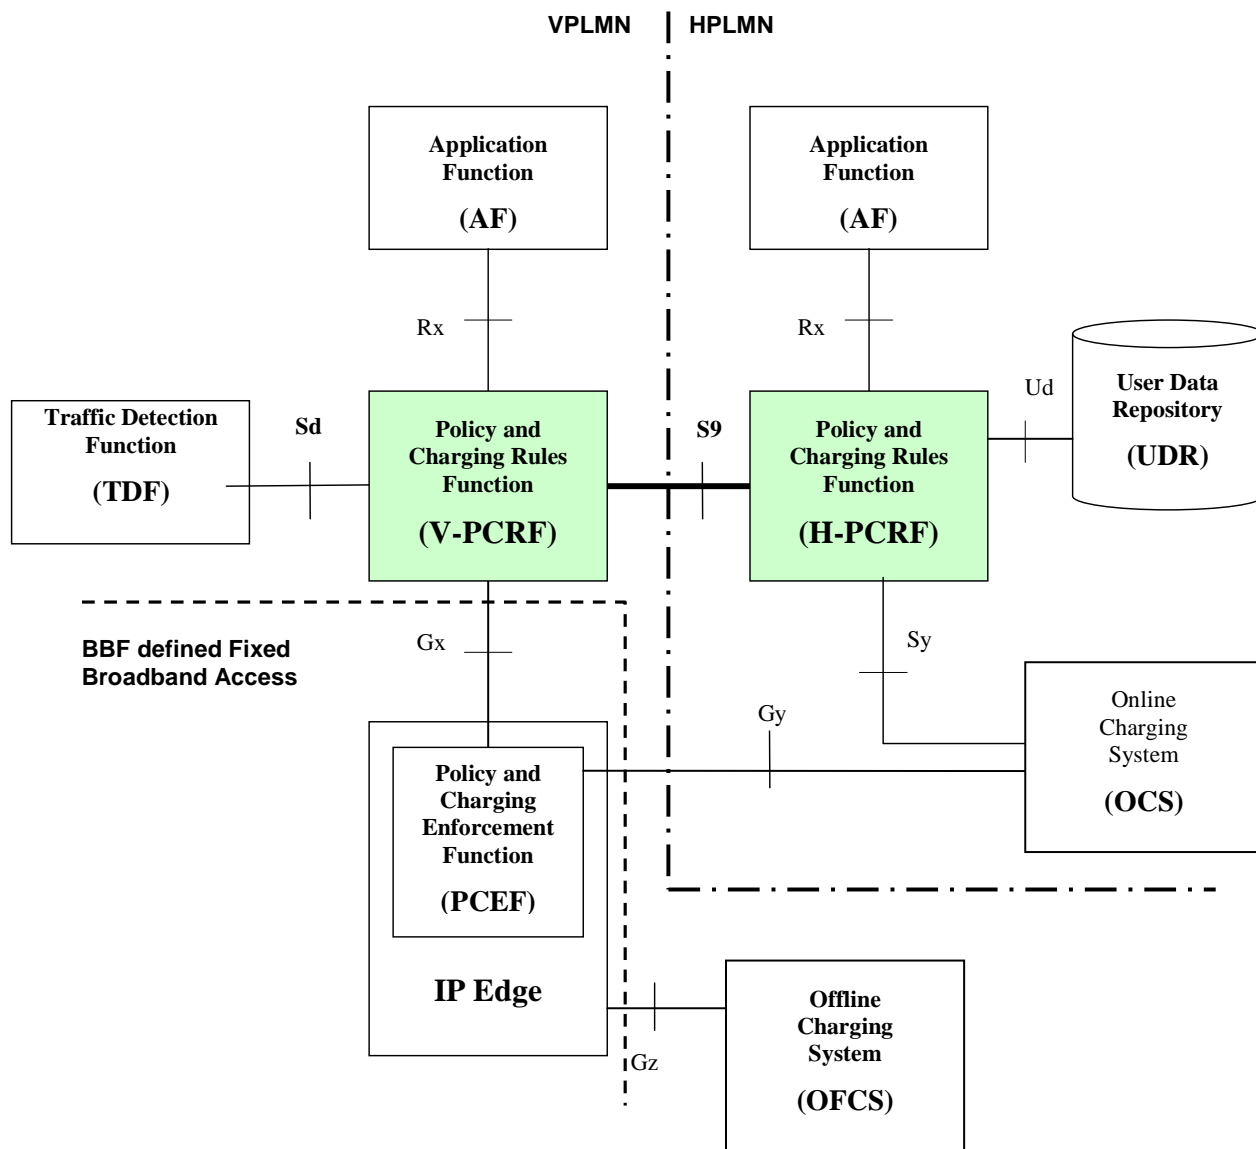 VPLMN
HPLMN
Application
Function
(AF)
Application
Function
(AF)
Rx
Rx
Traffic Detection
Function
(TDF)
Sd
Policy and
Charging Rules
Function
(V-PCRF)
S9
Policy and
Charging Rules
Function
(H-PCRF)
Ud
User Data
Repository
(UDR)
BBF defined Fixed
Broadband Access
Gx
Sy
Gy
Online
Charging
System
(OCS)
Policy and
Charging
Enforcement
Function
(PCEF)
IP Edge
Gz
Offline
Charging
System
(OFCS)